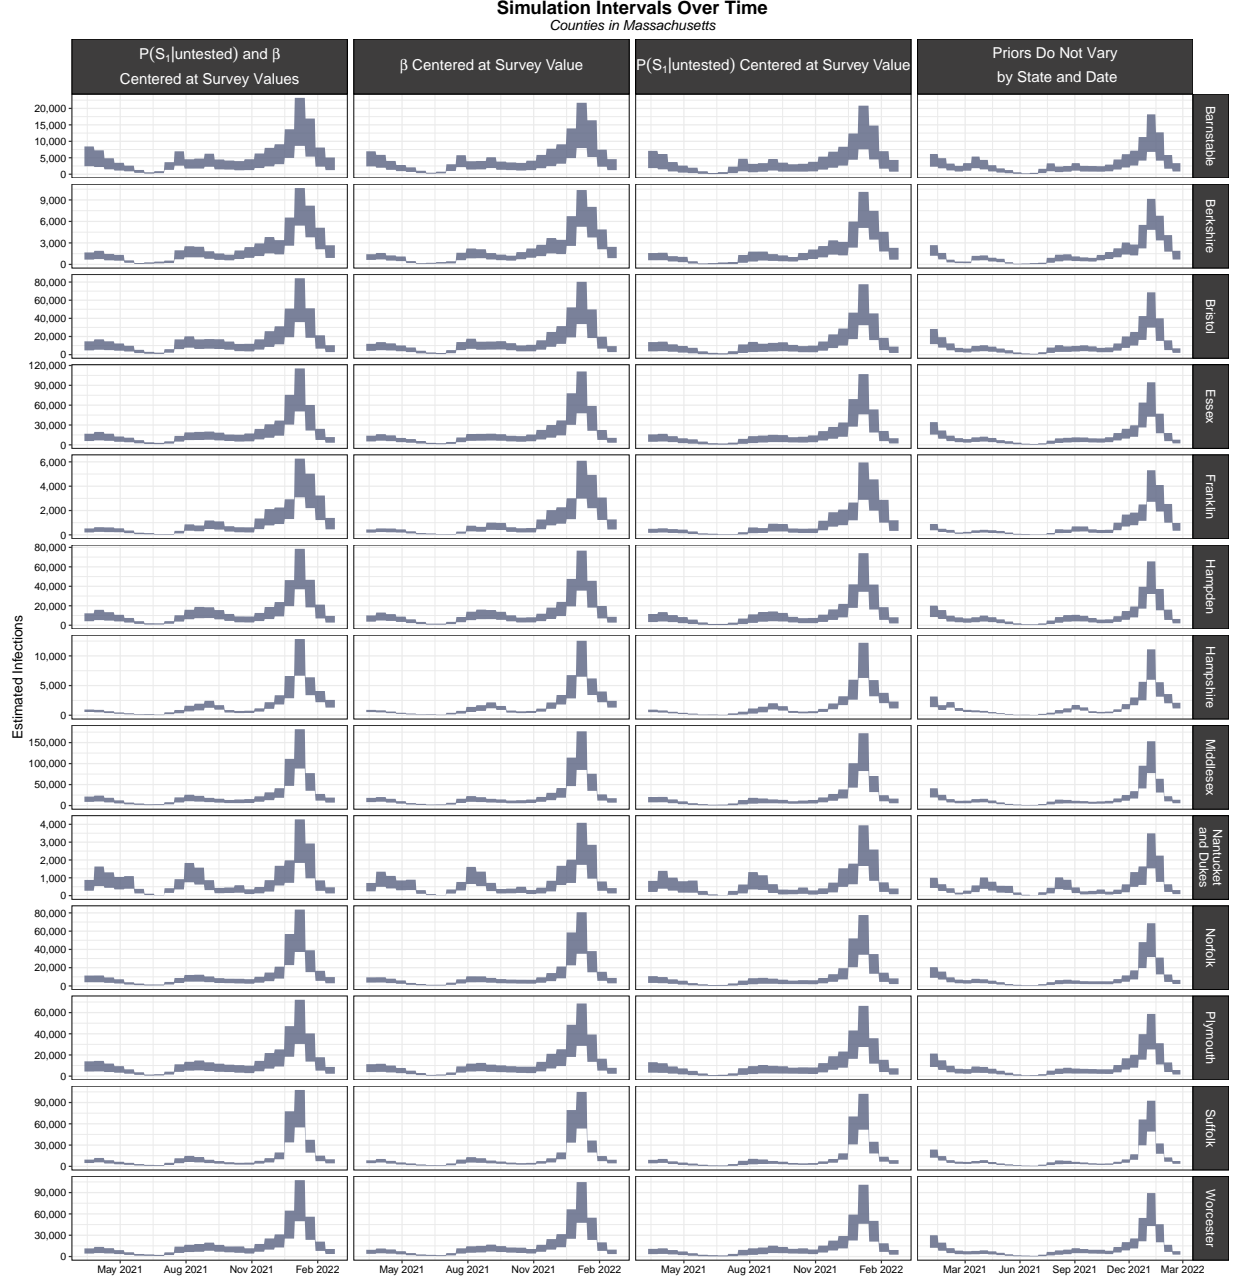 Simulation Intervals Over Time
Counties in Massachusetts
P(S₁|untested) and β
Centered at Survey Values
β Centered at Survey Value
P(S₁|untested) Centered at Survey Value
Priors Do Not Vary
by State and Date
Estimated Infections
20,000
15,000
10,000
5,000
0
Barnstable
9,000
6,000
3,000
0
Berkshire
80,000
60,000
40,000
20,000
0
Bristol
120,000
90,000
60,000
30,000
0
Essex
6,000
4,000
2,000
0
Franklin
80,000
60,000
40,000
20,000
0
Hampden
10,000
5,000
0
Hampshire
150,000
100,000
50,000
0
Middlesex
4,000
3,000
2,000
1,000
0
Nantucket
and Dukes
80,000
60,000
40,000
20,000
0
Norfolk
60,000
40,000
20,000
0
Plymouth
90,000
60,000
30,000
0
Suffolk
90,000
60,000
30,000
0
Worcester
May 2021 Aug 2021 Nov 2021 Feb 2022
May 2021 Aug 2021 Nov 2021 Feb 2022
May 2021 Aug 2021 Nov 2021 Feb 2022
Mar 2021 Jun 2021 Sep 2021 Dec 2021 Mar 2022